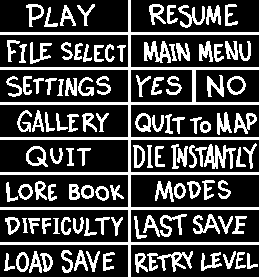 PLAY RESUME
FILE SELECT MAIN MENU
SETTINGS YES NO
GALLERY QUIT TO MAP
QUIT DIE INSTANTLY
LORE BOOK MODES
DIFFICULTY LAST SAVE
LOAD SAVE RETRY LEVEL